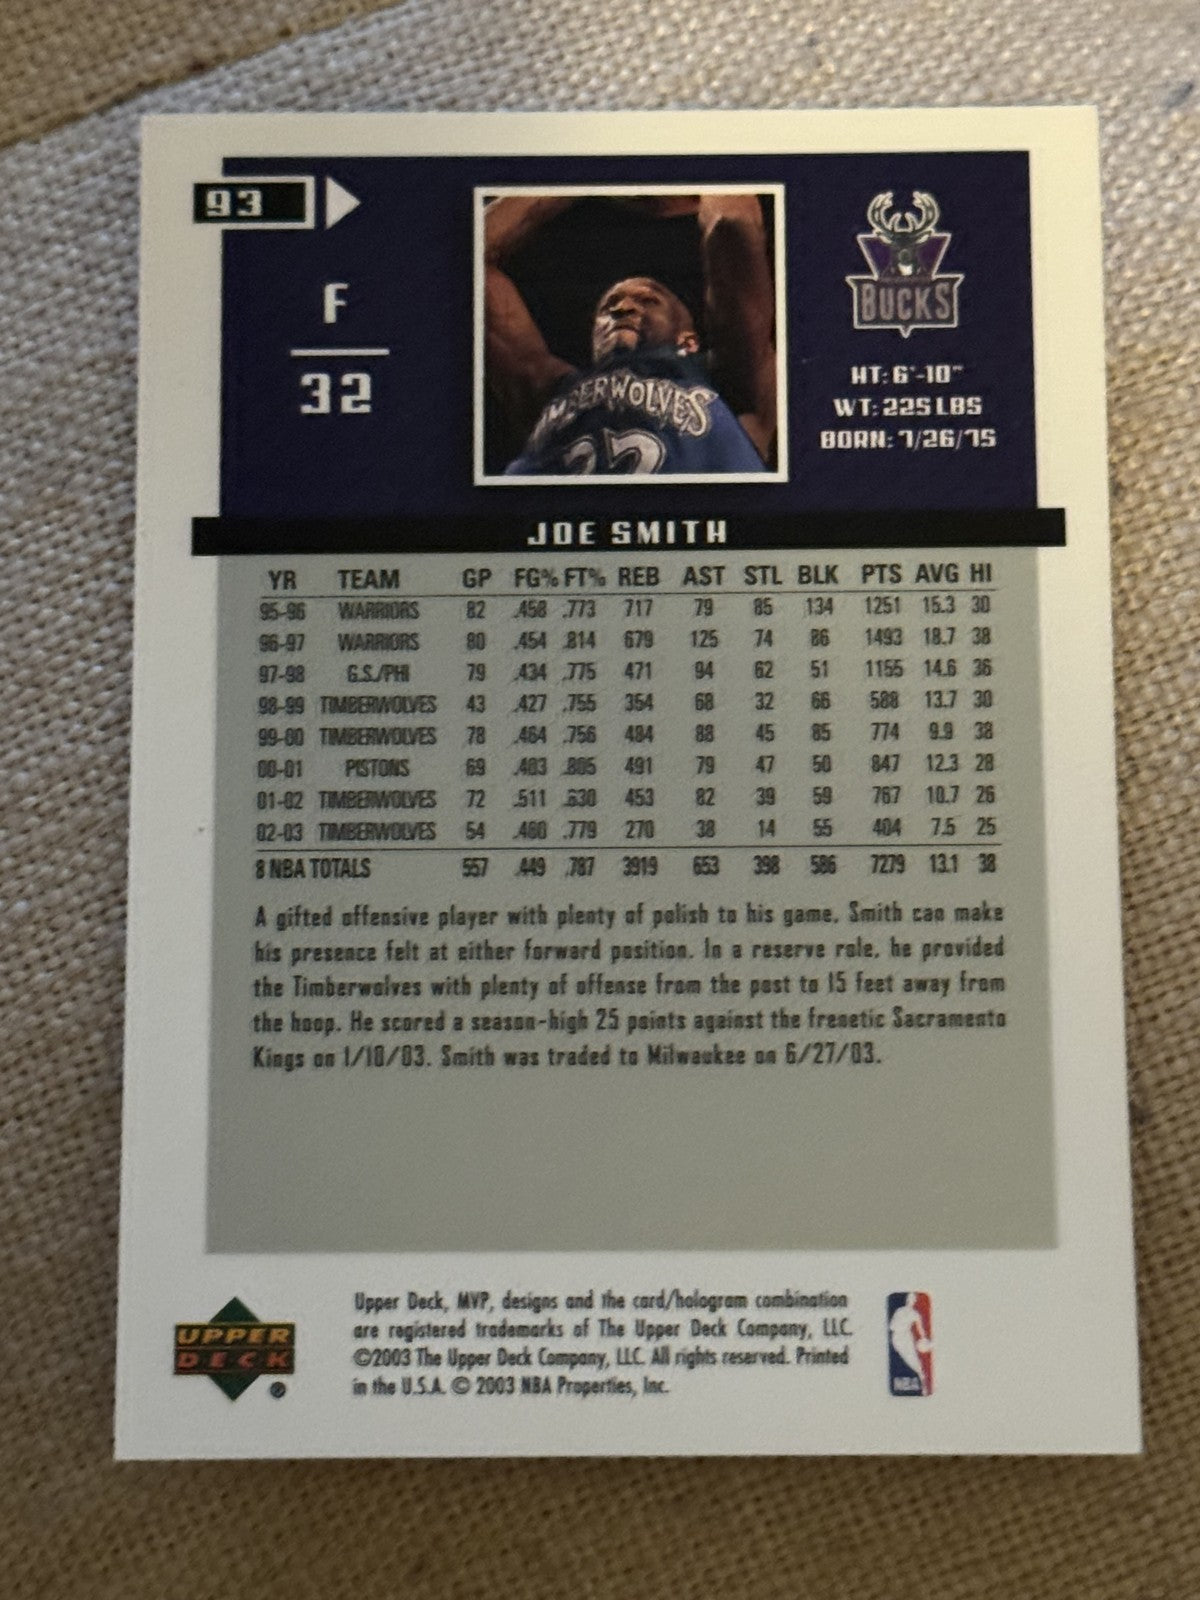 93
F
32
TIMBERWOLVES
32
BUCKS
HT: 6'-10"
WT: 225 LBS
BORN: 7/26/75
JOE SMITH
YR TEAM GP FG% FT% REB AST STL BLK PTS AVG HI
95-96 WARRIORS 82 .458 .773 717 79 85 134 1251 15.3 30
96-97 WARRIORS 80 .454 .814 679 125 74 86 1493 18.7 38
97-98 G.S./PHI 79 .434 .775 471 94 62 51 1155 14.6 36
98-99 TIMBERWOLVES 43 .427 .755 354 68 32 66 588 13.7 30
99-00 TIMBERWOLVES 78 .464 .756 484 88 45 85 774 9.9 38
00-01 PISTONS 69 .403 .805 491 79 47 50 847 12.3 28
01-02 TIMBERWOLVES 72 .511 .830 453 82 39 59 767 10.7 26
02-03 TIMBERWOLVES 54 .460 .779 270 38 14 55 404 7.5 25
8 NBA TOTALS 557 .449 .787 3919 653 398 586 7279 13.1 38
A gifted offensive player with plenty of polish to his game, Smith can make
his presence felt at either forward position. In a reserve role, he provided
the Timberwolves with plenty of offense from the post to 15 feet away from
the hoop. He scored a season-high 25 points against the frenetic Sacramento
Kings on 1/10/03. Smith was traded to Milwaukee on 6/27/03.
UPPER
DECK
Upper Deck, MVP, designs and the card/hologram combination
are registered trademarks of The Upper Deck Company, LLC.
©2003 The Upper Deck Company, LLC. All rights reserved. Printed
in the U.S.A. © 2003 NBA Properties, Inc.
NBA